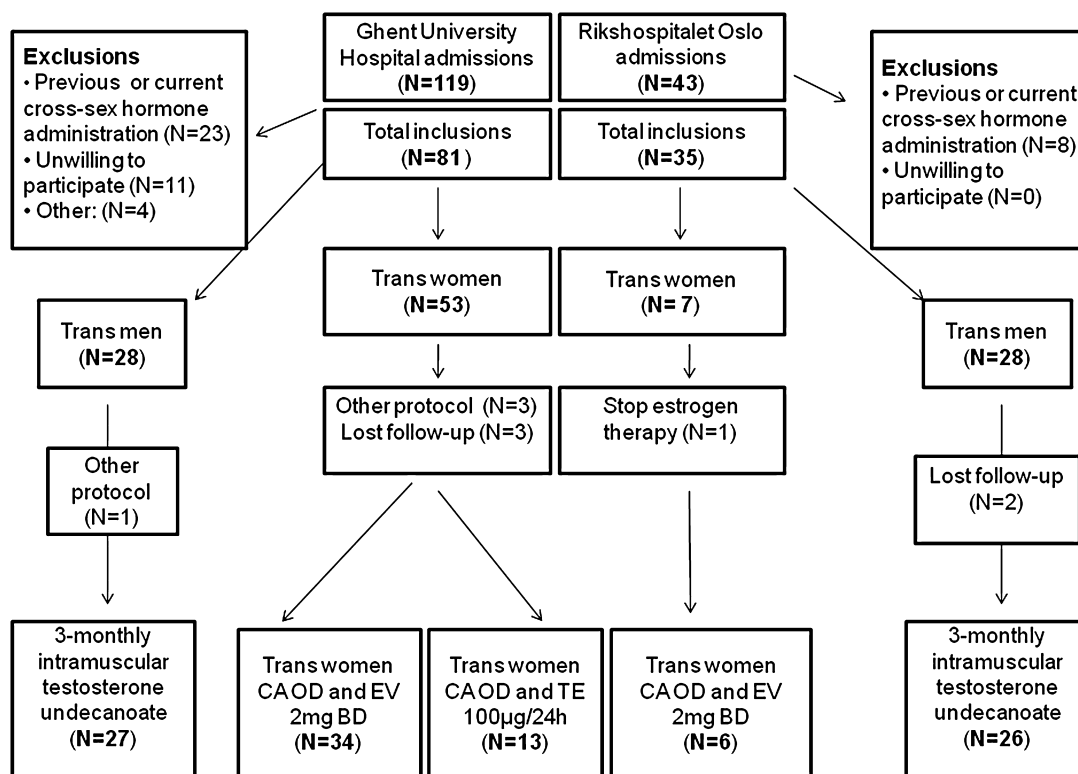 Ghent University
Hospital admissions
(N=119)
Rikshospitalet Oslo
admissions
(N=43)
Exclusions
• Previous or current
cross-sex hormone
administration (N=23)
• Unwilling to
participate (N=11)
• Other: (N=4)
Total inclusions
(N=81)
Total inclusions
(N=35)
Exclusions
• Previous or current
cross-sex hormone
administration (N=8)
• Unwilling to
participate (N=0)
Trans men
(N=28)
Trans women
(N=53)
Trans women
(N= 7)
Trans men
(N=28)
Other
protocol
(N=1)
Other protocol (N=3)
Lost follow-up (N=3)
Stop estrogen
therapy (N=1)
Lost follow-up
(N=2)
3-monthly
intramuscular
testosterone
undecanoate
(N=27)
Trans women
CAOD and EV
2mg BD
(N=34)
Trans women
CAOD and TE
100µg/24h
(N=13)
Trans women
CAOD and EV
2mg BD
(N=6)
3-monthly
intramuscular
testosterone
undecanoate
(N=26)